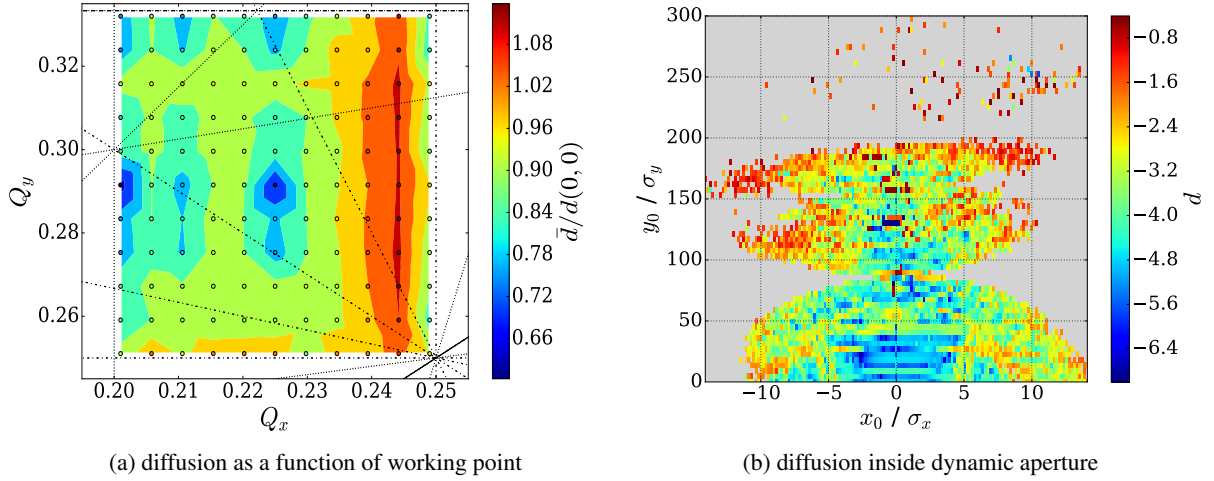 0.32
0.30
0.28
0.26
Q_y
0.20 0.21 0.22 0.23 0.24 0.25
Q_x
1.08
1.02
0.96
0.90
0.84
0.78
0.72
0.66
d̄/d(0, 0)
(a) diffusion as a function of working point
300
250
200
150
100
50
0
y_0 / σ_y
−10 −5 0 5 10
x_0 / σ_x
−0.8
−1.6
−2.4
−3.2
−4.0
−4.8
−5.6
−6.4
d
(b) diffusion inside dynamic aperture